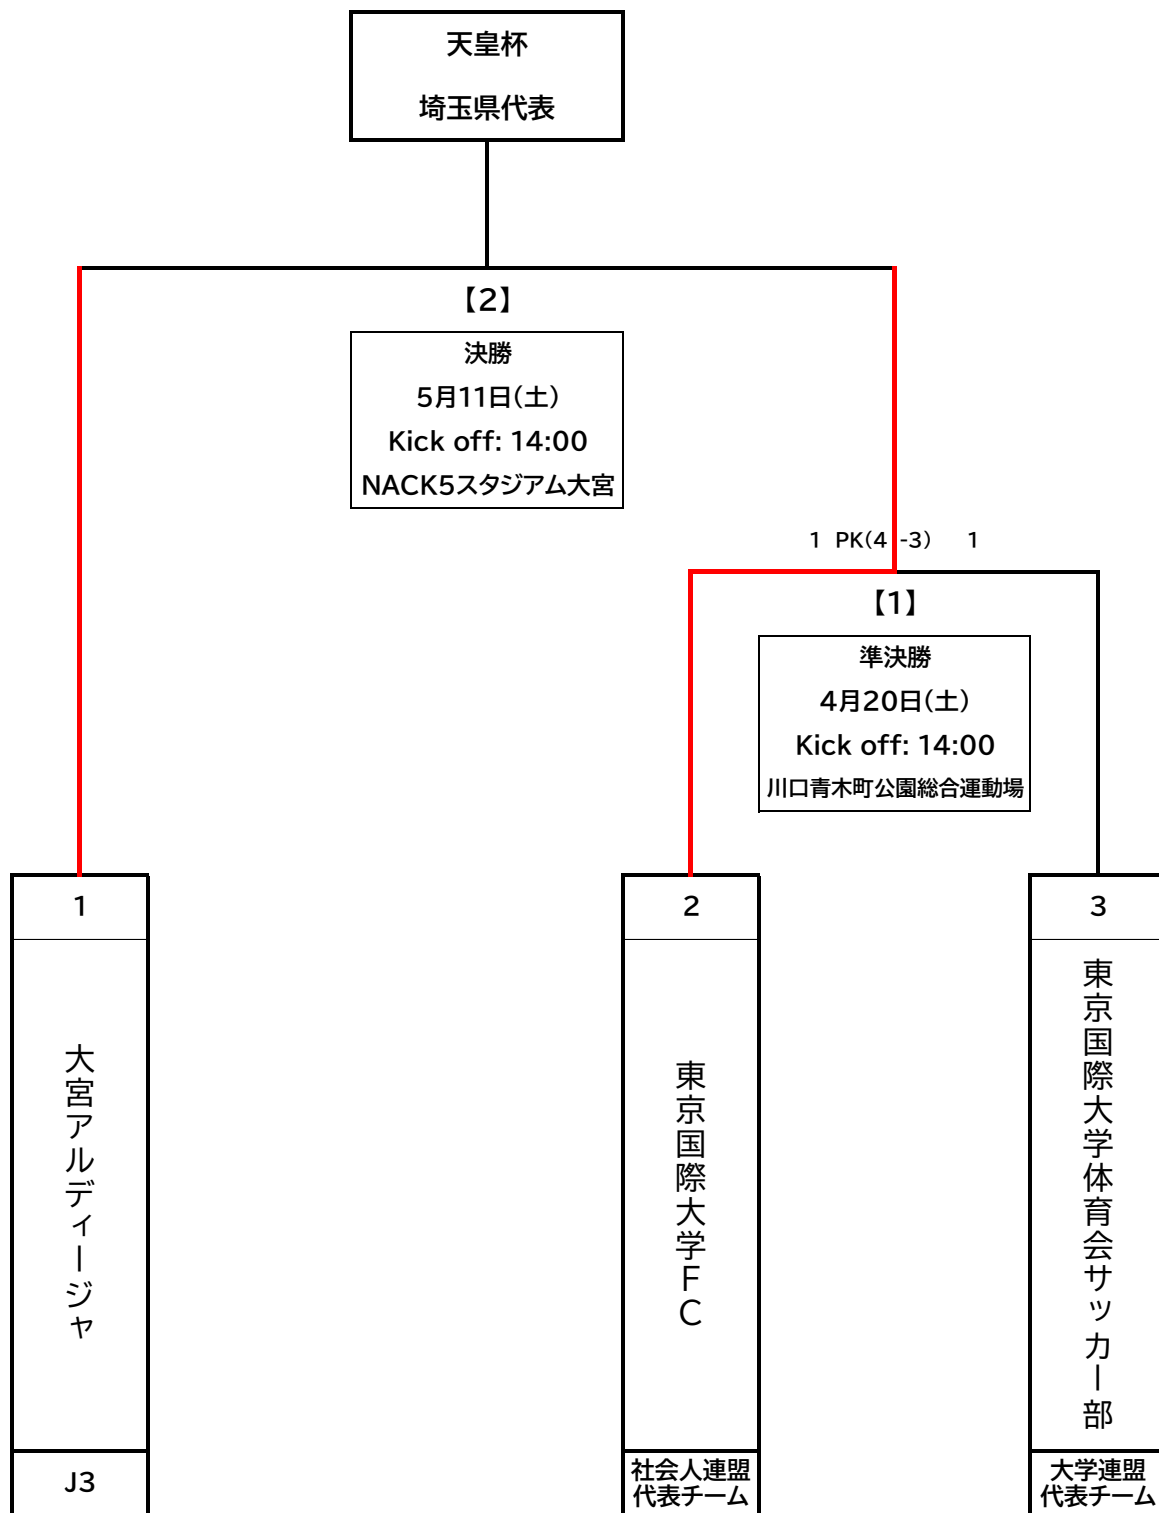 天皇杯
埼玉県代表
【2】
決勝
5月11日(土)
Kick off: 14:00
NACK5スタジアム大宮
1 PK(4 -3) 1
【1】
準決勝
4月20日(土)
Kick off: 14:00
川口青木町公園総合運動場
1
大宮アルディージャ
J3
2
東京国際大学FC
社会人連盟
代表チーム
3
東京国際大学体育会サッカー部
大学連盟
代表チーム